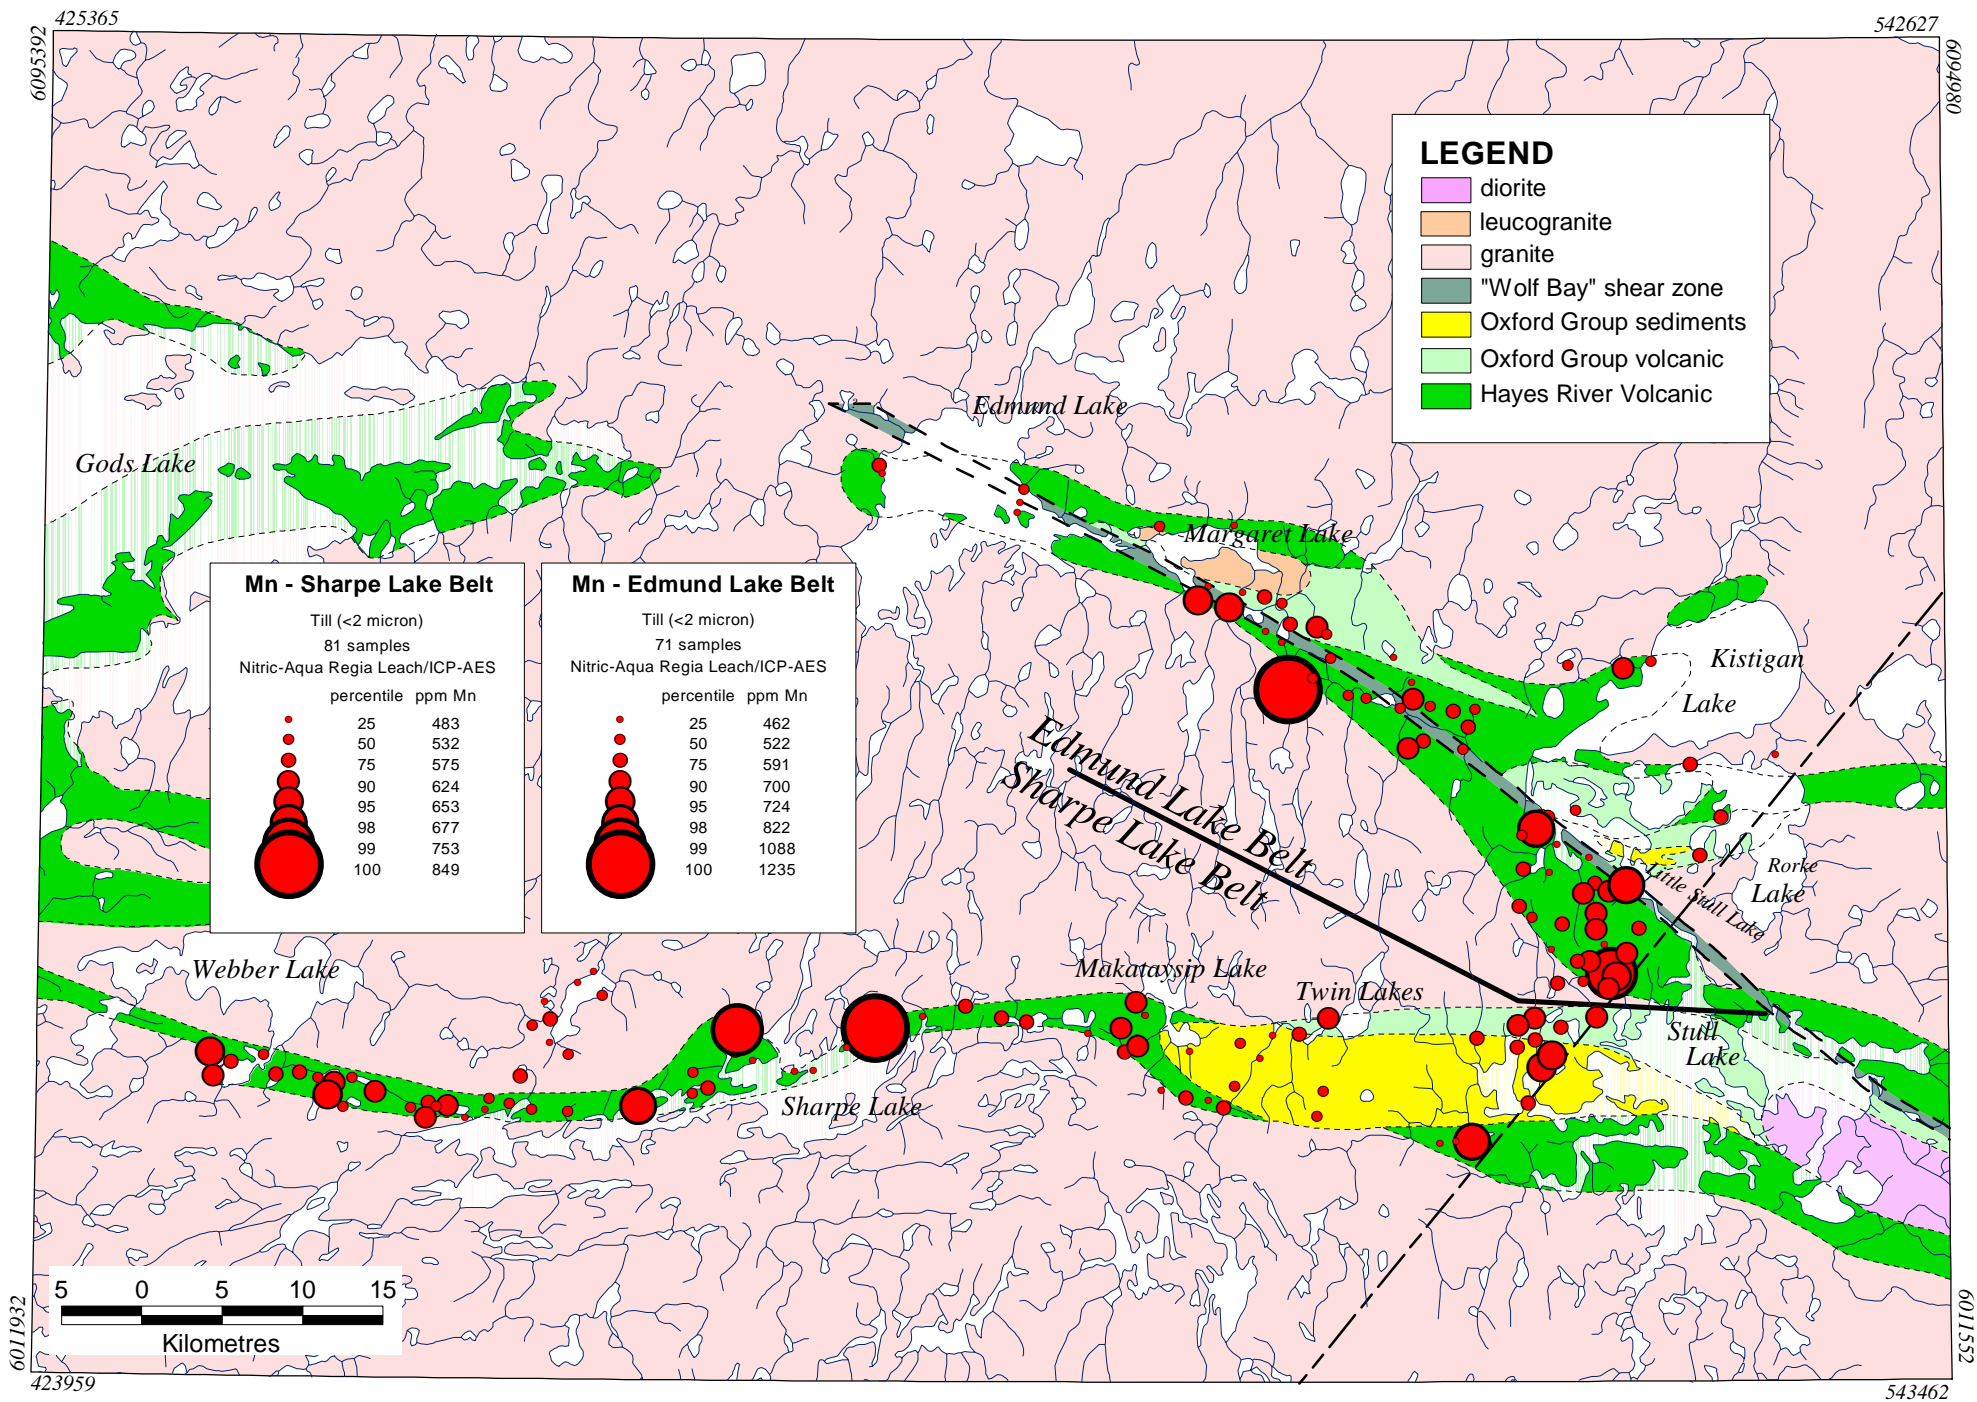 425365
542627
6095392
6094980
LEGEND
diorite
leucogranite
granite
"Wolf Bay" shear zone
Oxford Group sediments
Oxford Group volcanic
Hayes River Volcanic
Edmund Lake
Gods Lake
Margaret Lake
Mn - Sharpe Lake Belt
Till (<2 micron)
81 samples
Nitric-Aqua Regia Leach/ICP-AES
percentile ppm Mn
25 483
50 532
75 575
90 624
95 653
98 677
99 753
100 849
Mn - Edmund Lake Belt
Till (<2 micron)
71 samples
Nitric-Aqua Regia Leach/ICP-AES
percentile ppm Mn
25 462
50 522
75 591
90 700
95 724
98 822
99 1088
100 1235
Kistigan
Lake
Edmund Lake Belt
Sharpe Lake Belt
Rorke
Lake
Little Stull Lake
Webber Lake
Makataysip Lake
Twin Lakes
Stull
Lake
Sharpe Lake
5 0 5 10 15
Kilometres
6011932
6011552
423959
543462